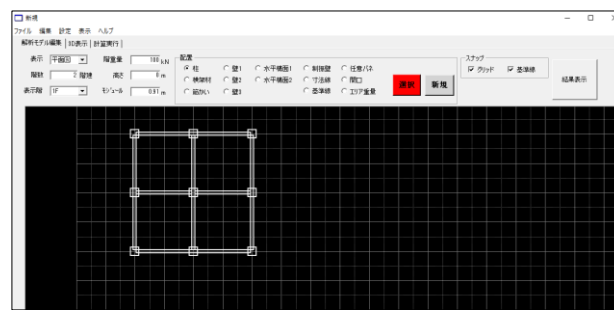 新規
ファイル 編集 設定 表示 ヘルプ
解析モデル編集 3D表示 計算実行
表示 平面図 階重量 100 kN
階数 2 階建 高さ 6 m
表示階 1F モジュール 0.91 m
配置
柱 壁1 水平構面1 制振壁 任意バネ
横架材 壁2 水平構面2 寸法線 開口
筋かい 壁3 基準線 エリア重量
選択 新規
スナップ
グリッド 基準線
結果表示